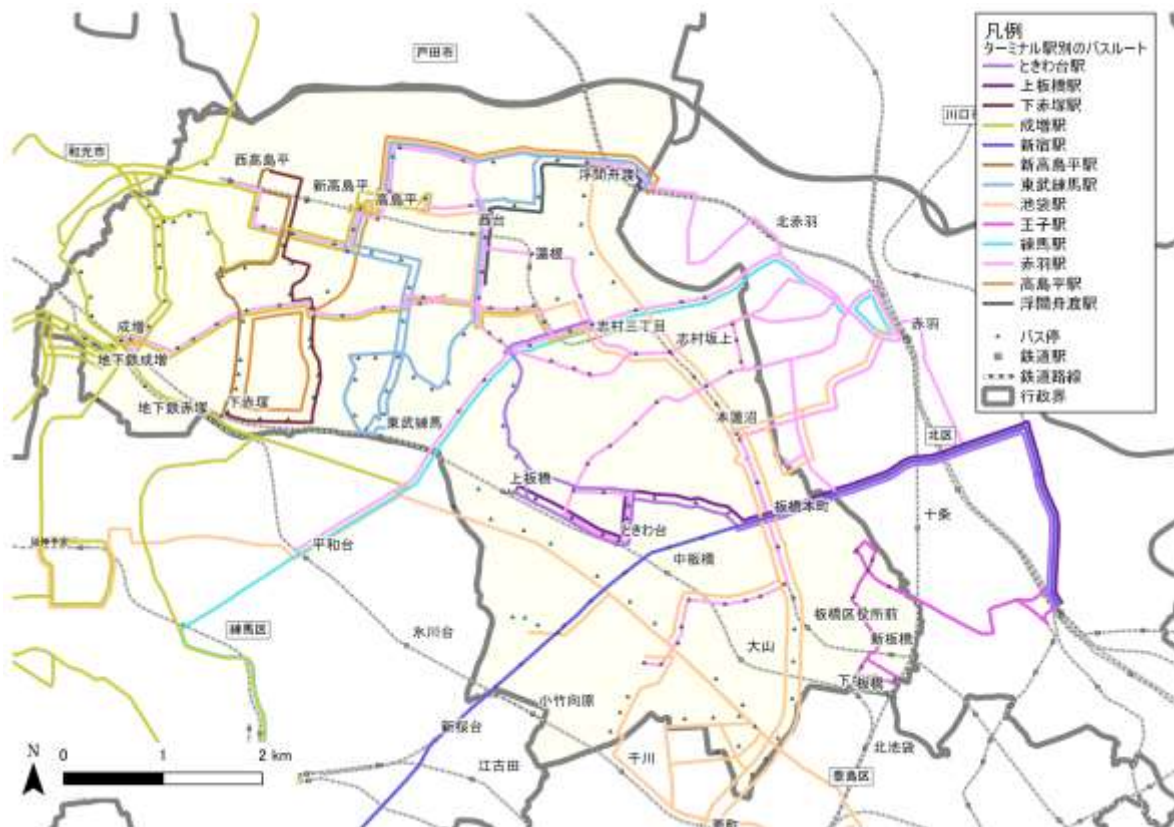 凡例
ターミナル駅別のバスルート
ときわ台駅
上板橋駅
下赤塚駅
成増駅
新宿駅
新高島平駅
東武練馬駅
池袋駅
王子駅
練馬駅
赤羽駅
高島平駅
浮間舟渡駅
バス停
鉄道駅
鉄道路線
行政界
戸田市
和光市
西高島平
新高島平
高島平
浮間舟渡
北赤羽
西台
蓮根
成増
地下鉄成増
志村三丁目
志村坂上
赤羽
地下鉄赤塚
下赤塚
東武練馬
本蓮沼
北区
上板橋
ときわ台
板橋本町
十条
平和台
中板橋
練馬区
氷川台
板橋区役所前
新板橋
大山
板橋
小竹向原
新桜台
江古田
千川
北池袋
豊島区
N
0 1 2 km